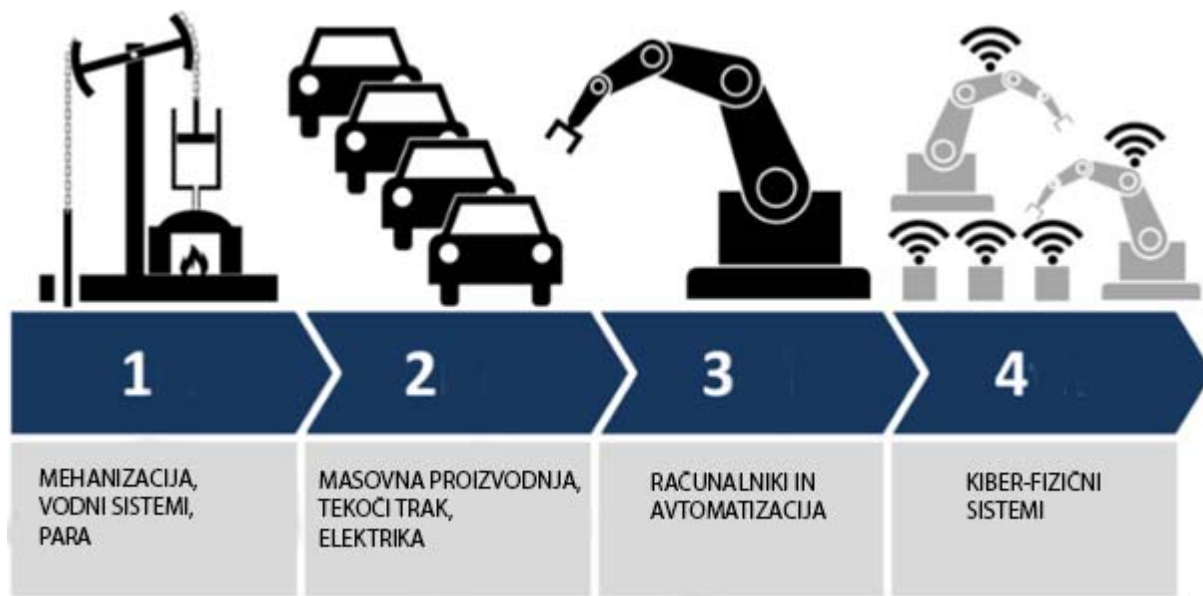 1
2
3
4
MEHANIZACIJA,
VODNI SISTEMI,
PARA
MASOVNA PROIZVODNJA,
TEKOČI TRAK,
ELEKTRIKA
RAČUNALNIKI IN
AVTOMATIZACIJA
KIBER-FIZIČNI
SISTEMI